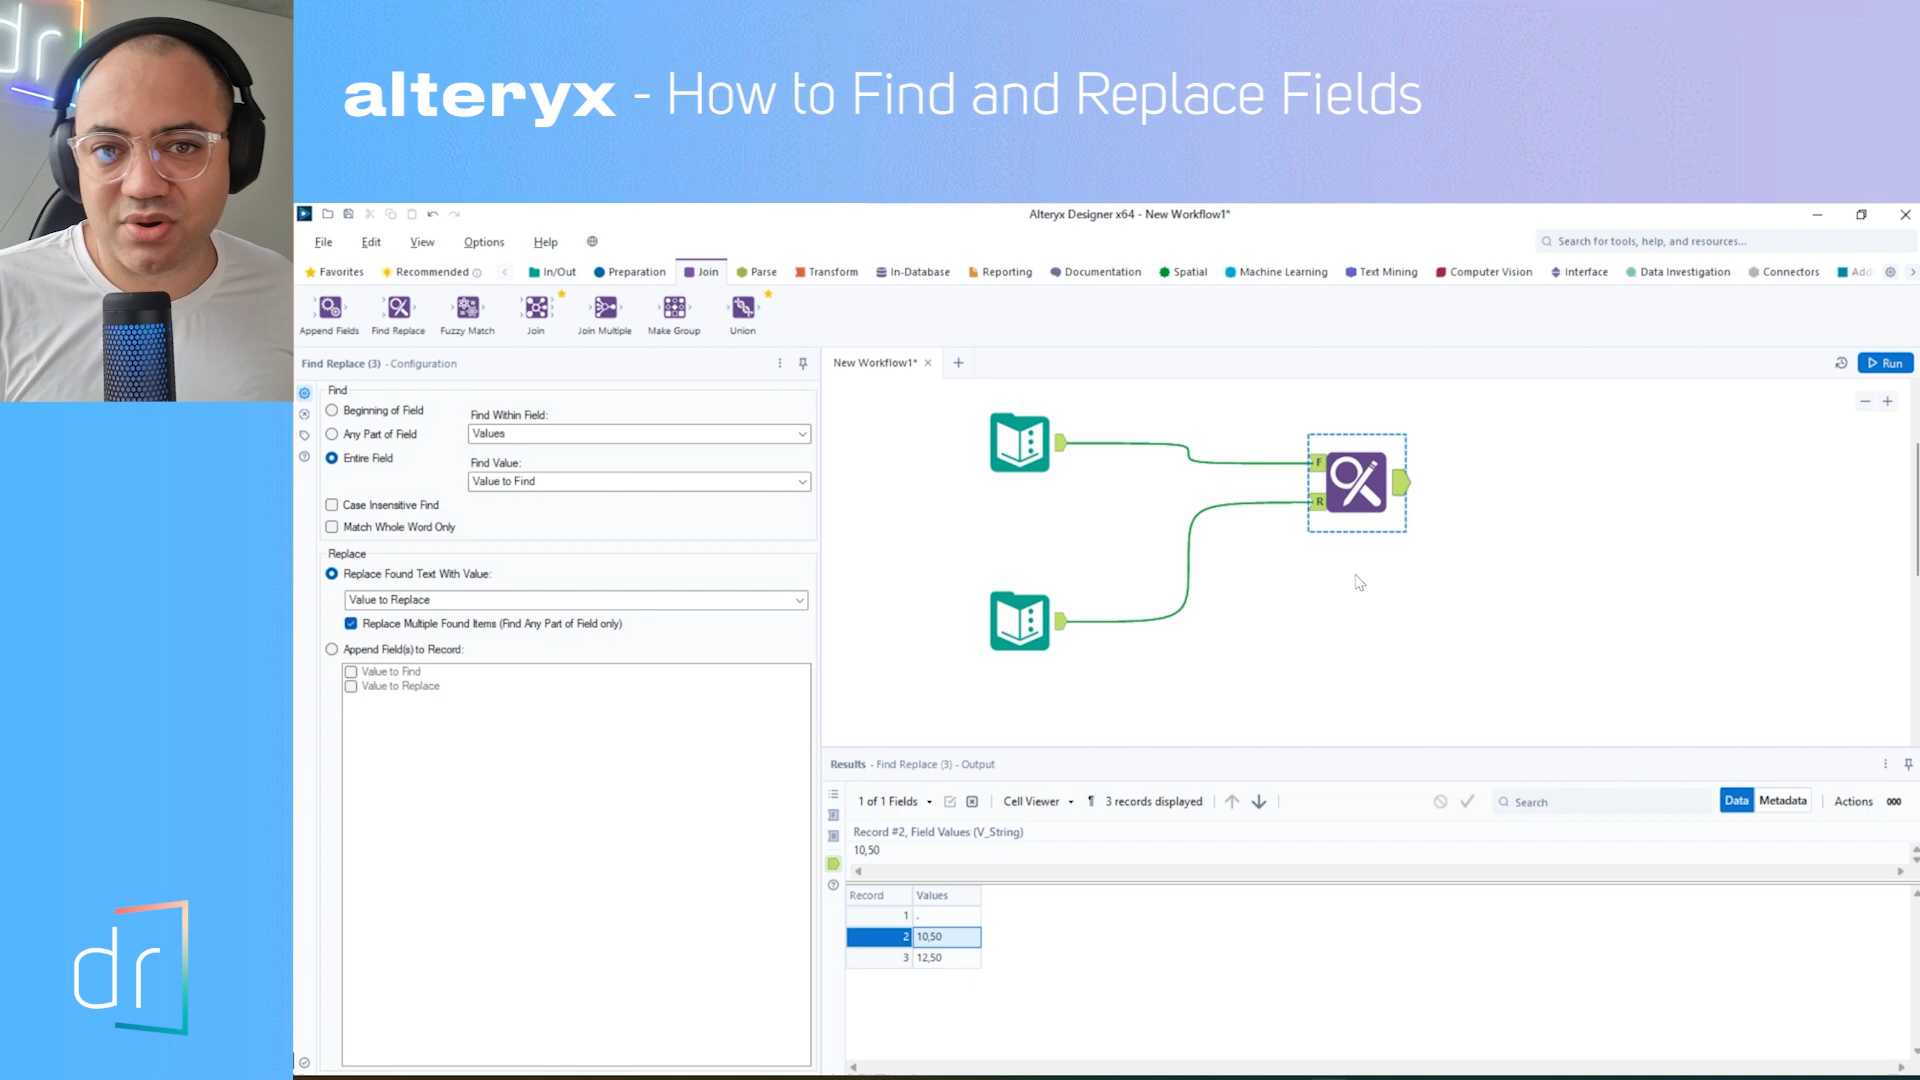 dr
alteryx - How to Find and Replace Fields
Alteryx Designer x64 - New Workflow1*
File Edit View Options Help
Search for tools, help, and resources...
Favorites Recommended In/Out Preparation Join Parse Transform In-Database Reporting Documentation Spatial Machine Learning Text Mining Computer Vision Interface Data Investigation Connectors Add
Append Fields Find Replace Fuzzy Match Join Join Multiple Make Group Union
Find Replace (3) - Configuration
New Workflow1*
Run
Find
Beginning of Field
Find Within Field:
Any Part of Field
Values
Entire Field
Find Value:
Value to Find
Case Insensitive Find
Match Whole Word Only
Replace
Replace Found Text With Value:
Value to Replace
Replace Multiple Found Items (Find Any Part of Field only)
Append Field(s) to Record:
Value to Find
Value to Replace
F
R
Results - Find Replace (3) - Output
1 of 1 Fields Cell Viewer 3 records displayed Search Data Metadata Actions 000
Record #2, Field Values (V_String)
10,50
Record Values
1 .
2 10,50
3 12,50
dr